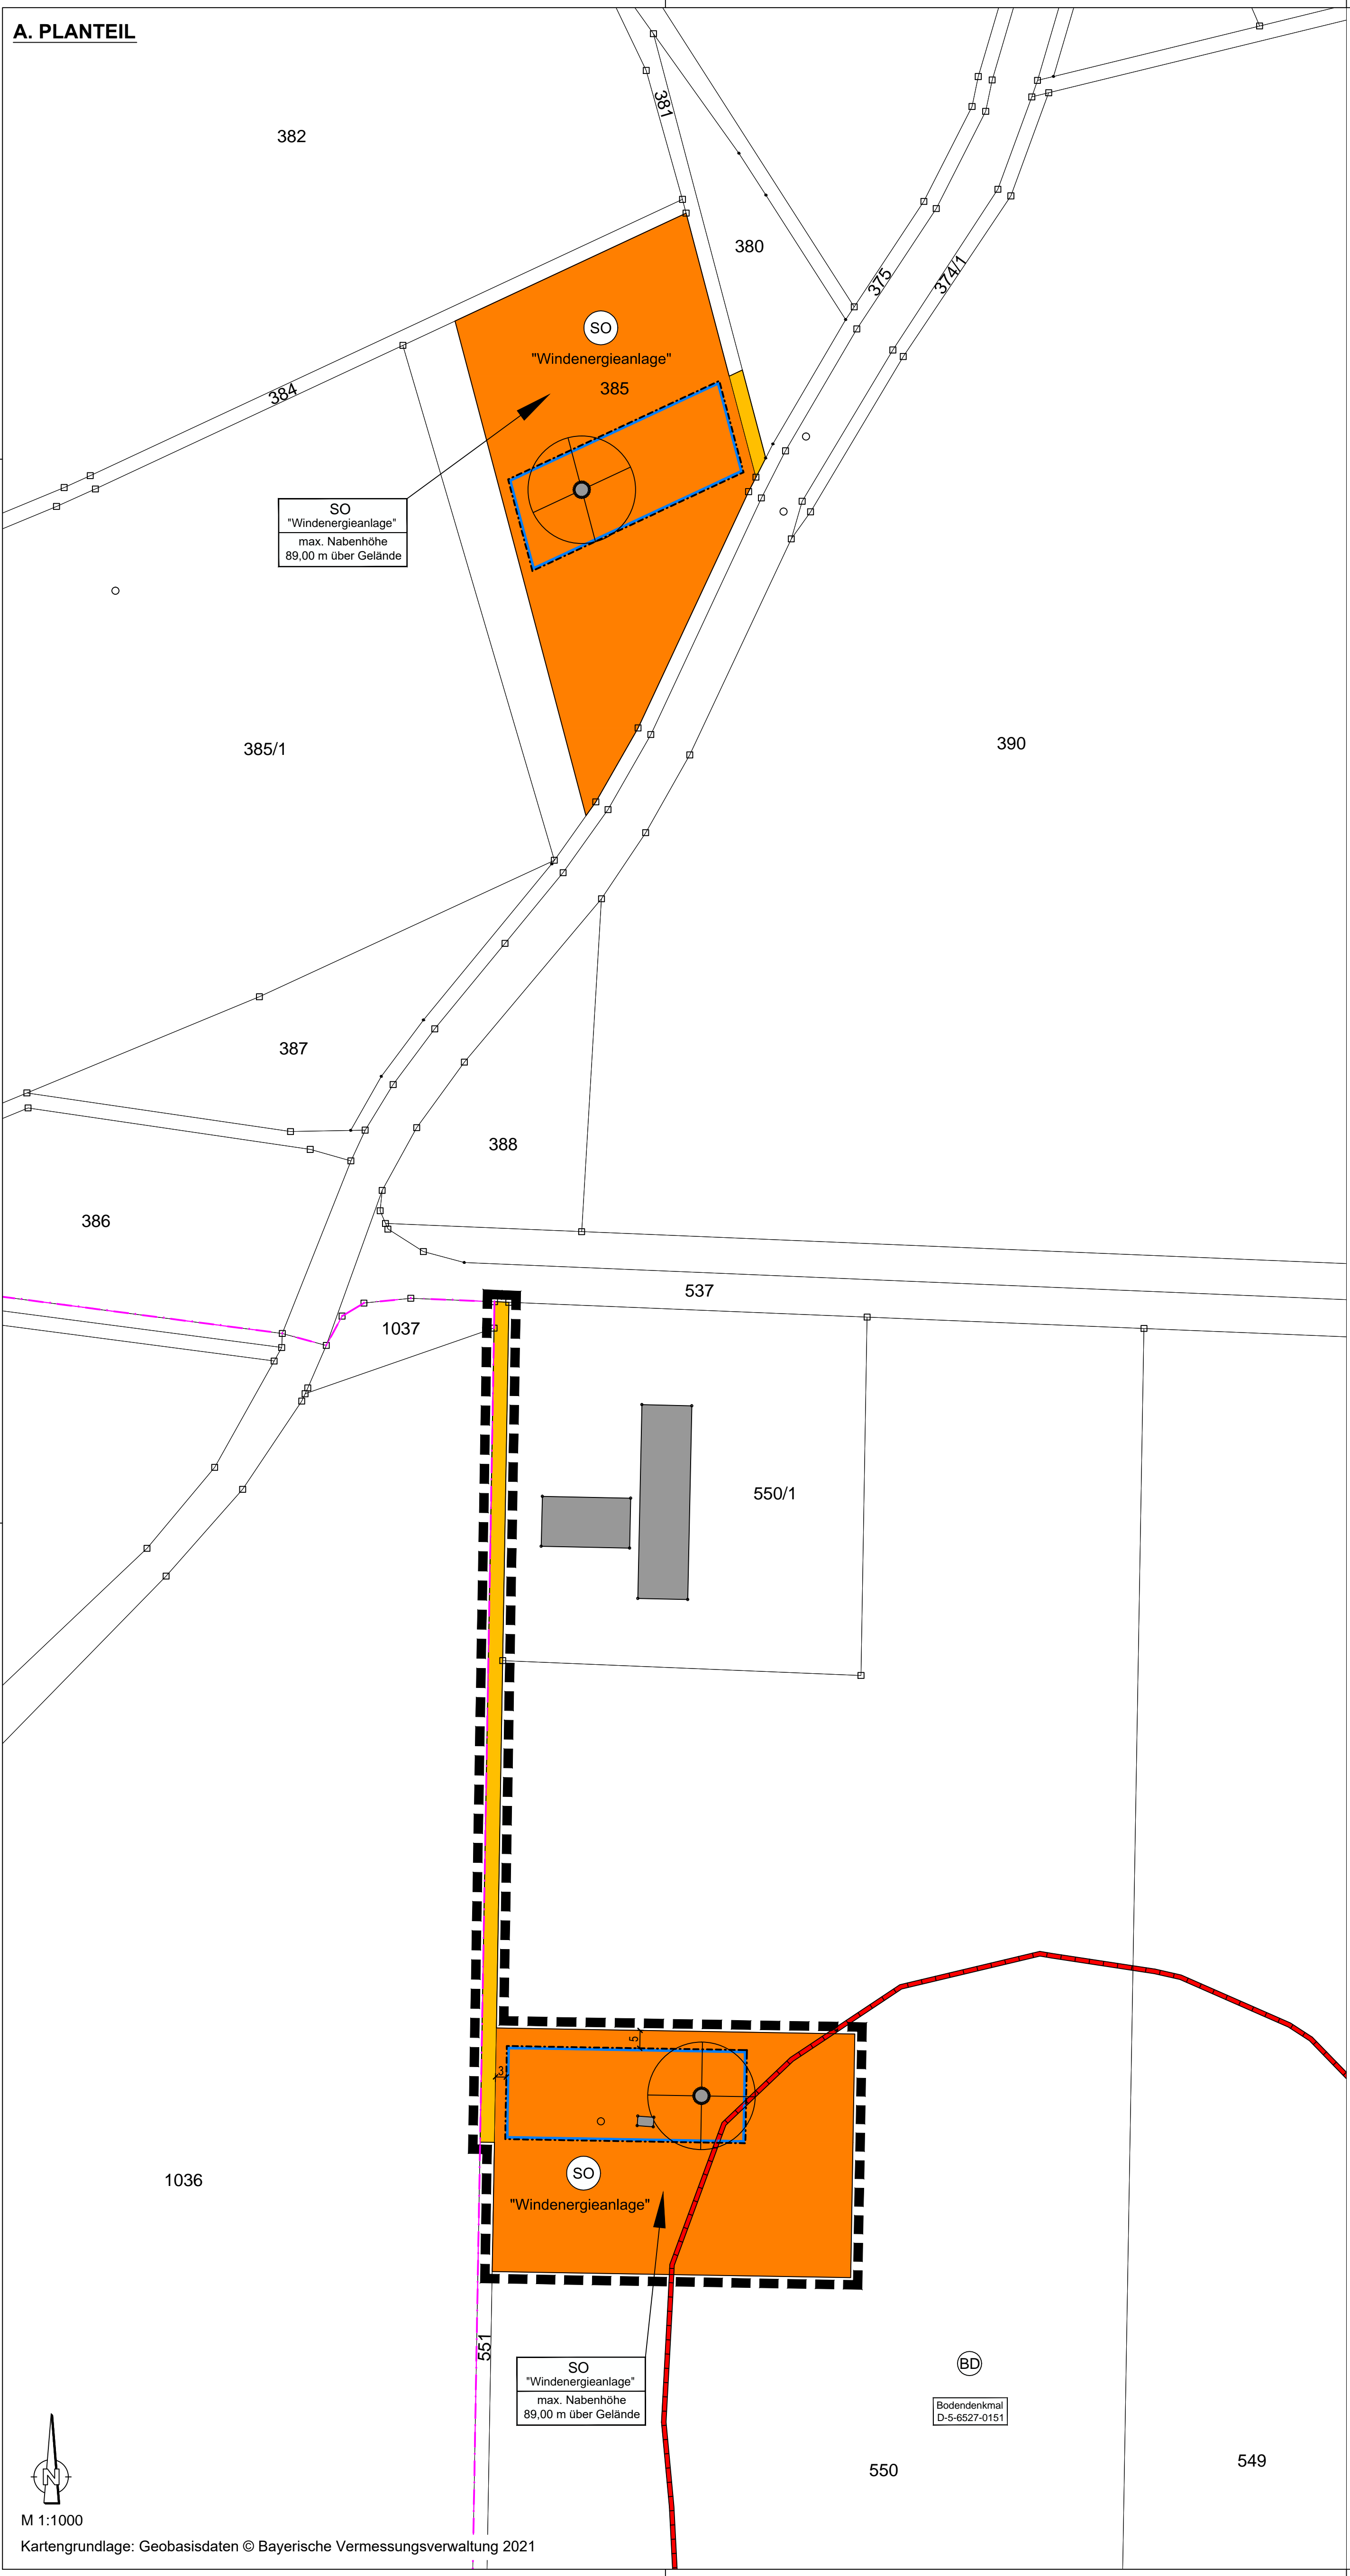 A. PLANTEIL
381
382
380
375
374/1
SO
"Windenergieanlage"
385
384
SO
"Windenergieanlage"
max. Nabenhöhe
89,00 m über Gelände
385/1
390
387
388
386
537
1037
550/1
5
3
SO
"Windenergieanlage"
1036
551
SO
"Windenergieanlage"
max. Nabenhöhe
89,00 m über Gelände
BD
Bodendenkmal
D-5-6527-0151
549
550
N
M 1:1000
Kartengrundlage: Geobasisdaten © Bayerische Vermessungsverwaltung 2021